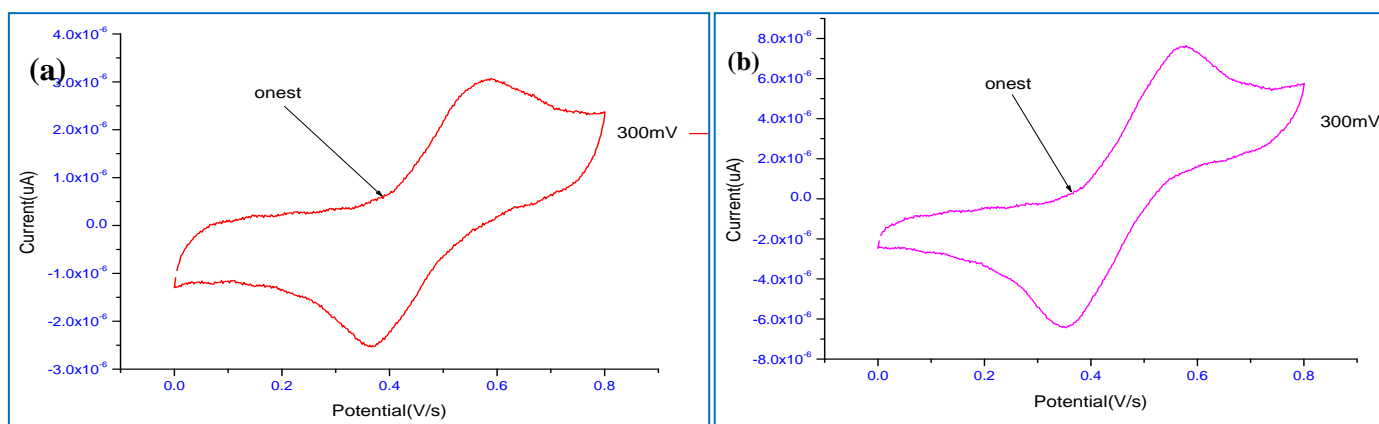 (a)
4.0x10⁻⁶
3.0x10⁻⁶
2.0x10⁻⁶
1.0x10⁻⁶
0.0
-1.0x10⁻⁶
-2.0x10⁻⁶
-3.0x10⁻⁶
Current(uA)
onest
300mV
0.0 0.2 0.4 0.6 0.8
Potential(V/s)
(b)
8.0x10⁻⁶
6.0x10⁻⁶
4.0x10⁻⁶
2.0x10⁻⁶
0.0
-2.0x10⁻⁶
-4.0x10⁻⁶
-6.0x10⁻⁶
-8.0x10⁻⁶
Current(uA)
onest
300mV
0.0 0.2 0.4 0.6 0.8
Potential(V/s)